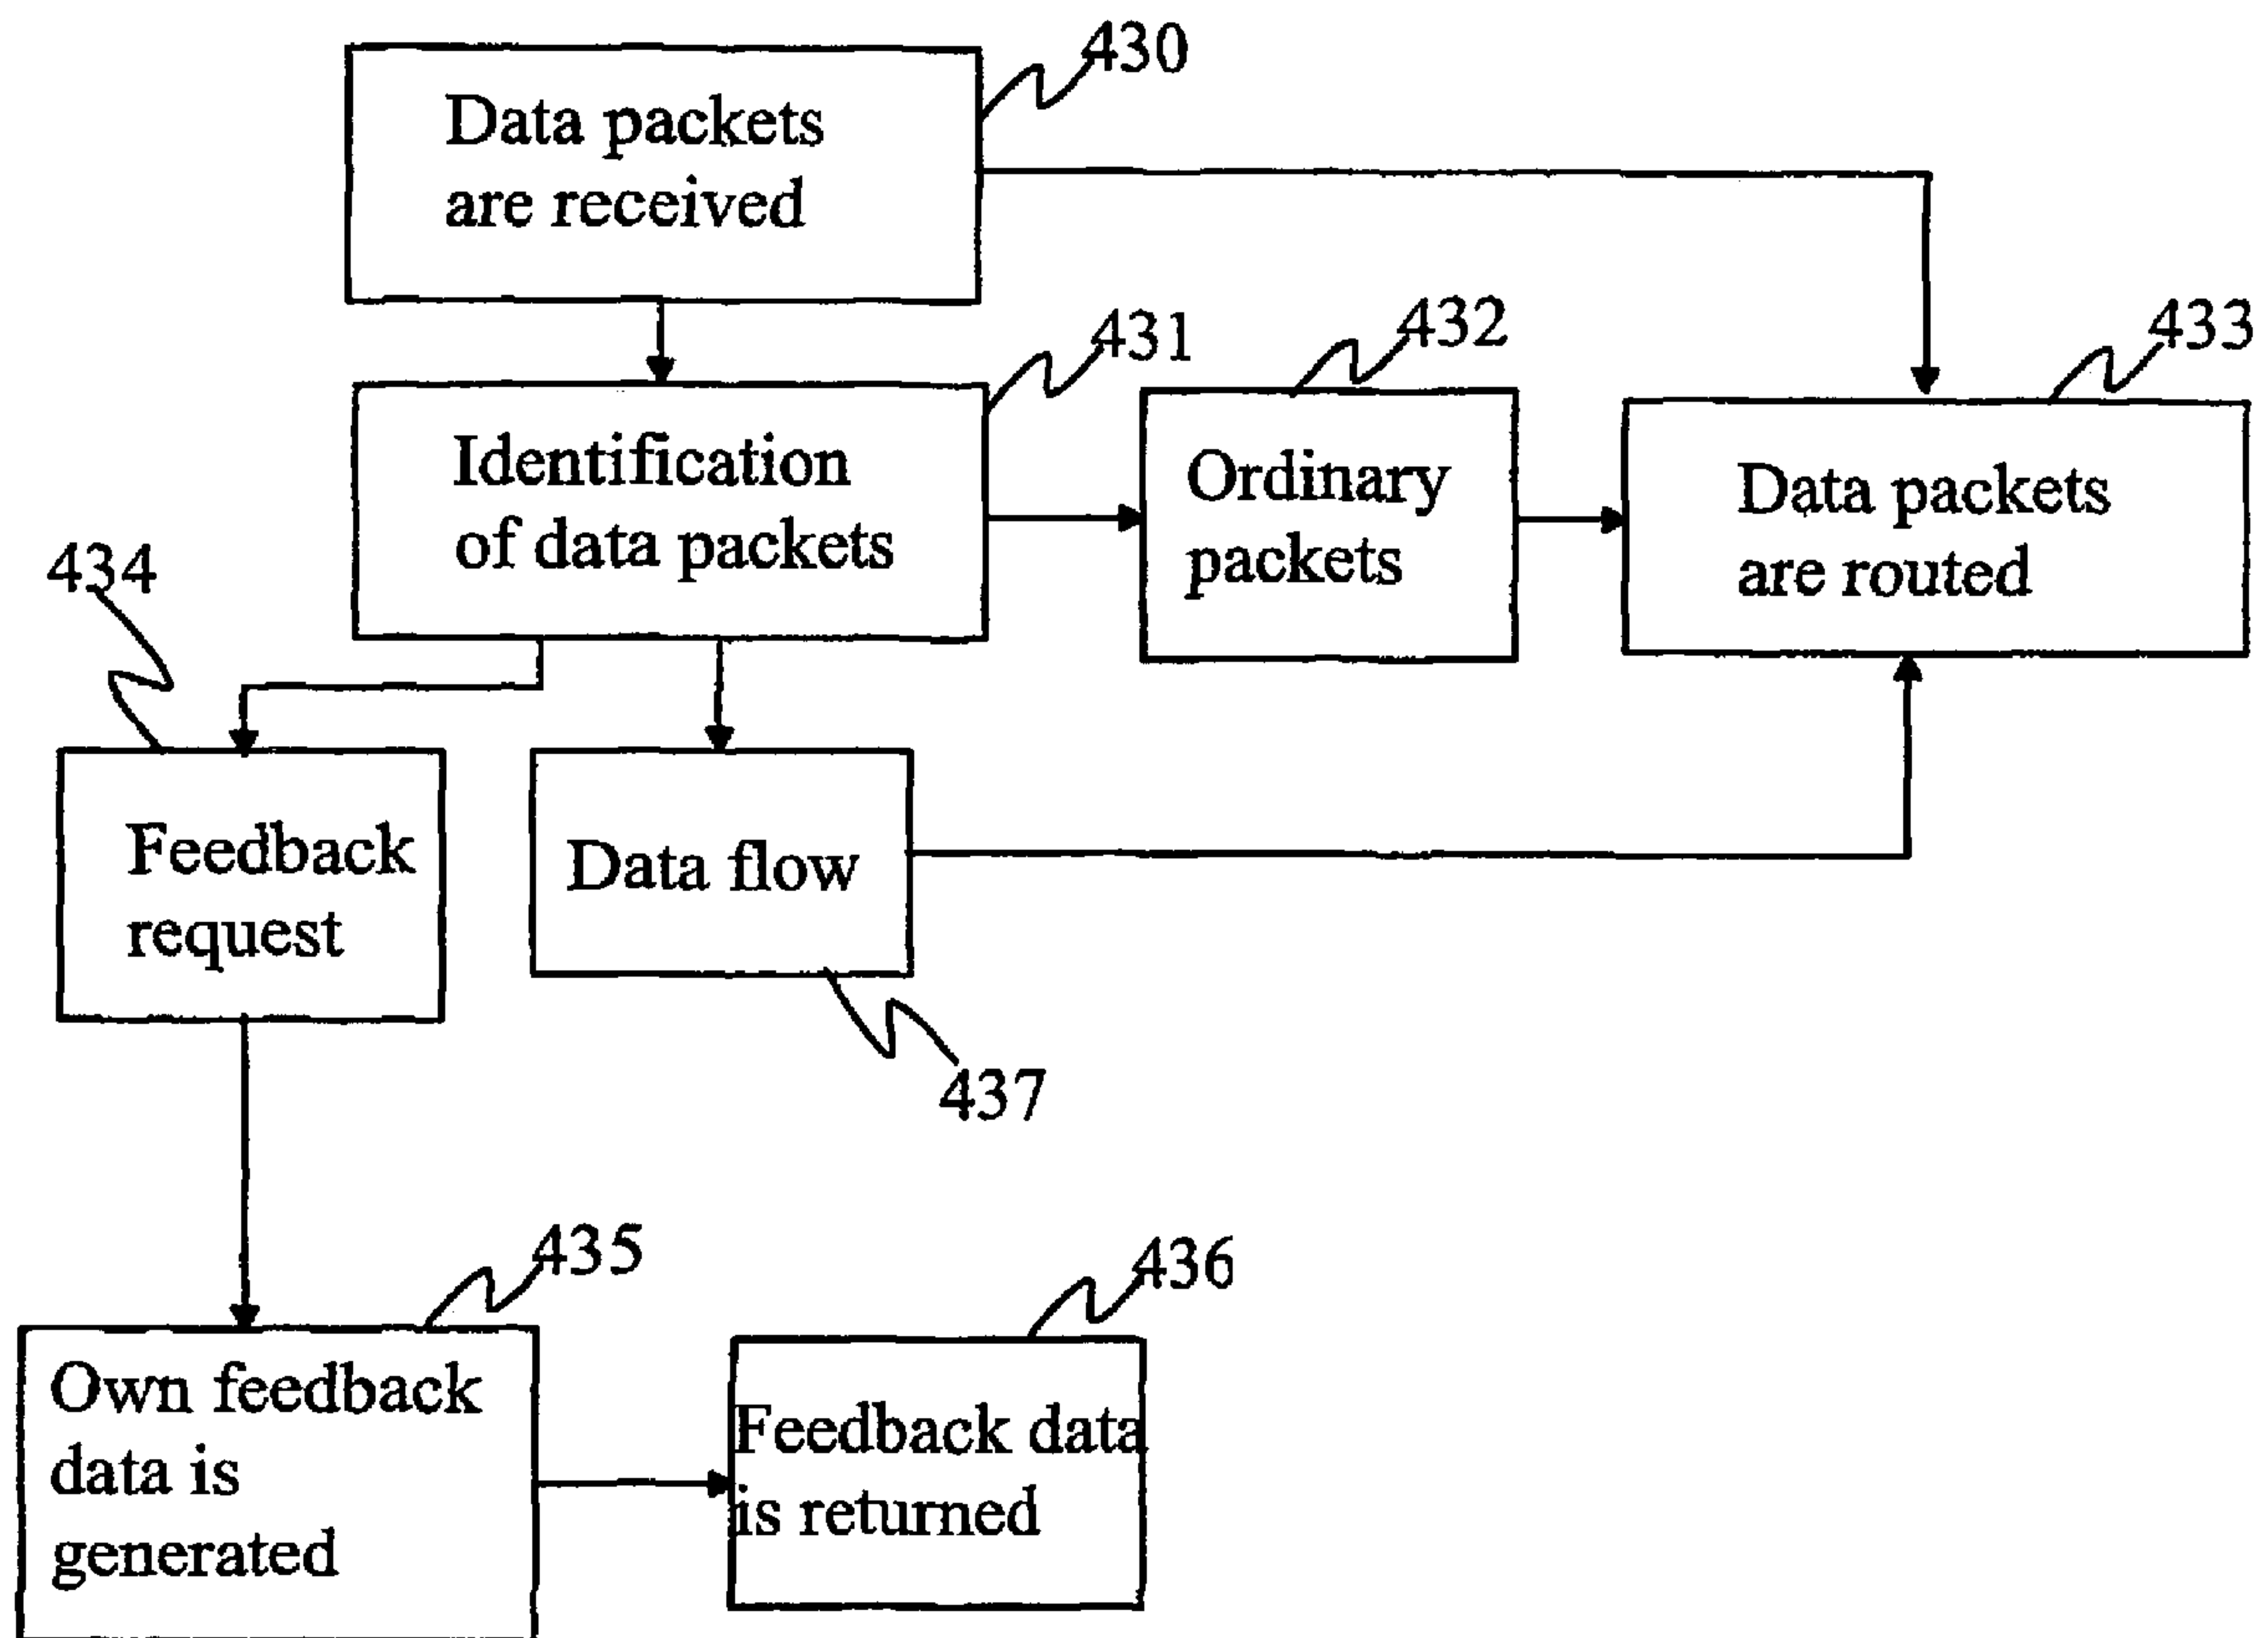 430
Data packets
are received
431
432
433
Identification
of data packets
Ordinary
packets
Data packets
are routed
434
Feedback
request
Data flow
437
435
436
Own feedback
data is
generated
Feedback data
is returned